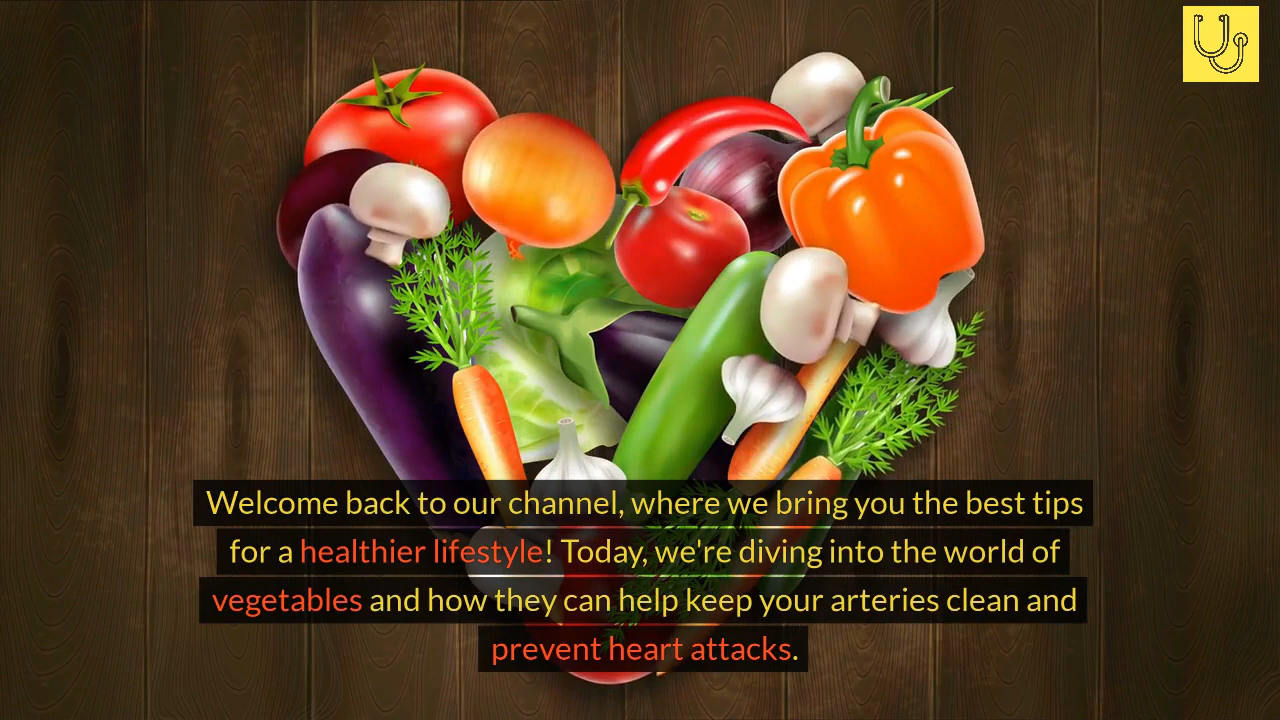 Welcome back to our channel, where we bring you the best tips
for a healthier lifestyle! Today, we're diving into the world of
vegetables and how they can help keep your arteries clean and
prevent heart attacks.